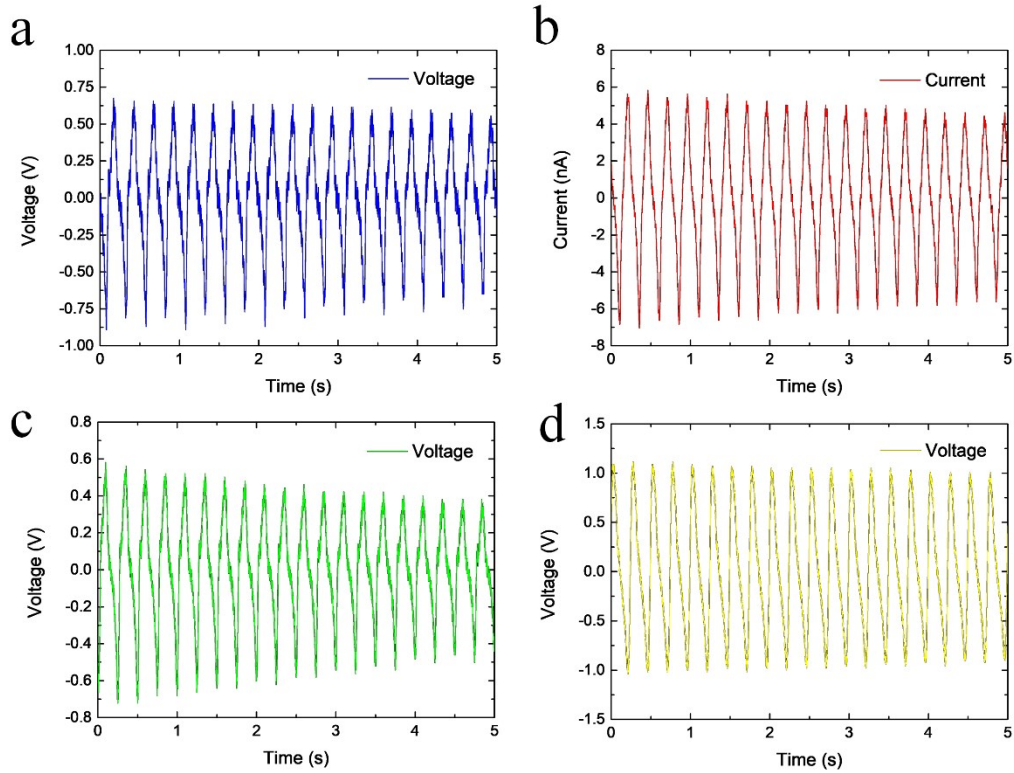 a
Voltage
1.00
0.75
0.50
0.25
0.00
-0.25
-0.50
-0.75
-1.00
Voltage (V)
0 1 2 3 4 5
Time (s)
b
Current
8
6
4
2
0
-2
-4
-6
-8
Current (nA)
0 1 2 3 4 5
Time (s)
c
Voltage
0.8
0.6
0.4
0.2
0.0
-0.2
-0.4
-0.6
-0.8
Voltage (V)
0 1 2 3 4 5
Time (s)
d
Voltage
1.5
1.0
0.5
0.0
-0.5
-1.0
-1.5
Voltage (V)
0 1 2 3 4 5
Time (s)